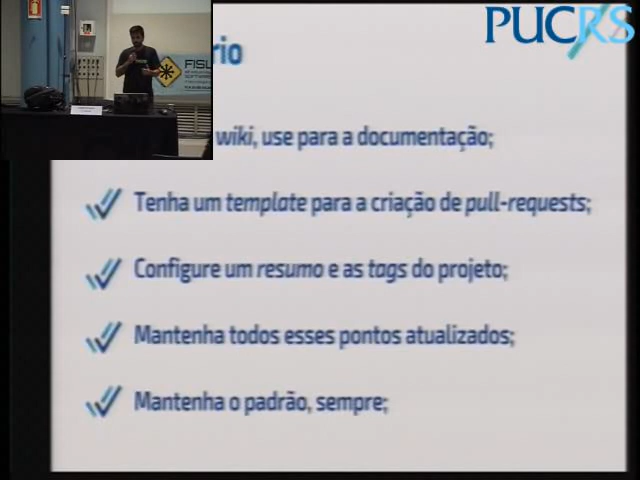 PUCRS
rio
FISL
wiki, use para a documentação;
Tenha um template para a criação de pull-requests;
Configure um resumo e as tags do projeto;
Mantenha todos esses pontos atualizados;
Mantenha o padrão, sempre;